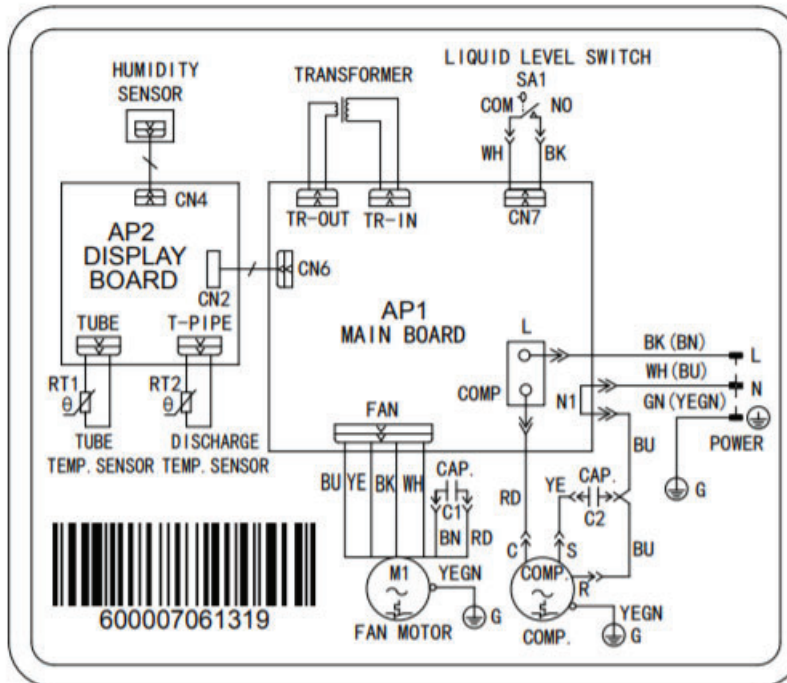 HUMIDITY
SENSOR
TRANSFORMER
LIQUID LEVEL SWITCH
SA1
COM
NO
WH
BK
CN4
TR-OUT
TR-IN
CN7
AP2
DISPLAY
BOARD
CN2
CN6
AP1
MAIN BOARD
TUBE
T-PIPE
L
COMP
BK(BN)
L
WH(BU)
N
N1
GN(YEGN)
POWER
RT1
θ
RT2
θ
TUBE
TEMP. SENSOR
DISCHARGE
TEMP. SENSOR
FAN
BU
YE
BK
WH
CAP.
C1
BN
RD
RD
YE
CAP.
C2
BU
G
C
S
BU
M1
YEGN
G
FAN MOTOR
COMP.
R
YEGN
G
COMP.
600007061319